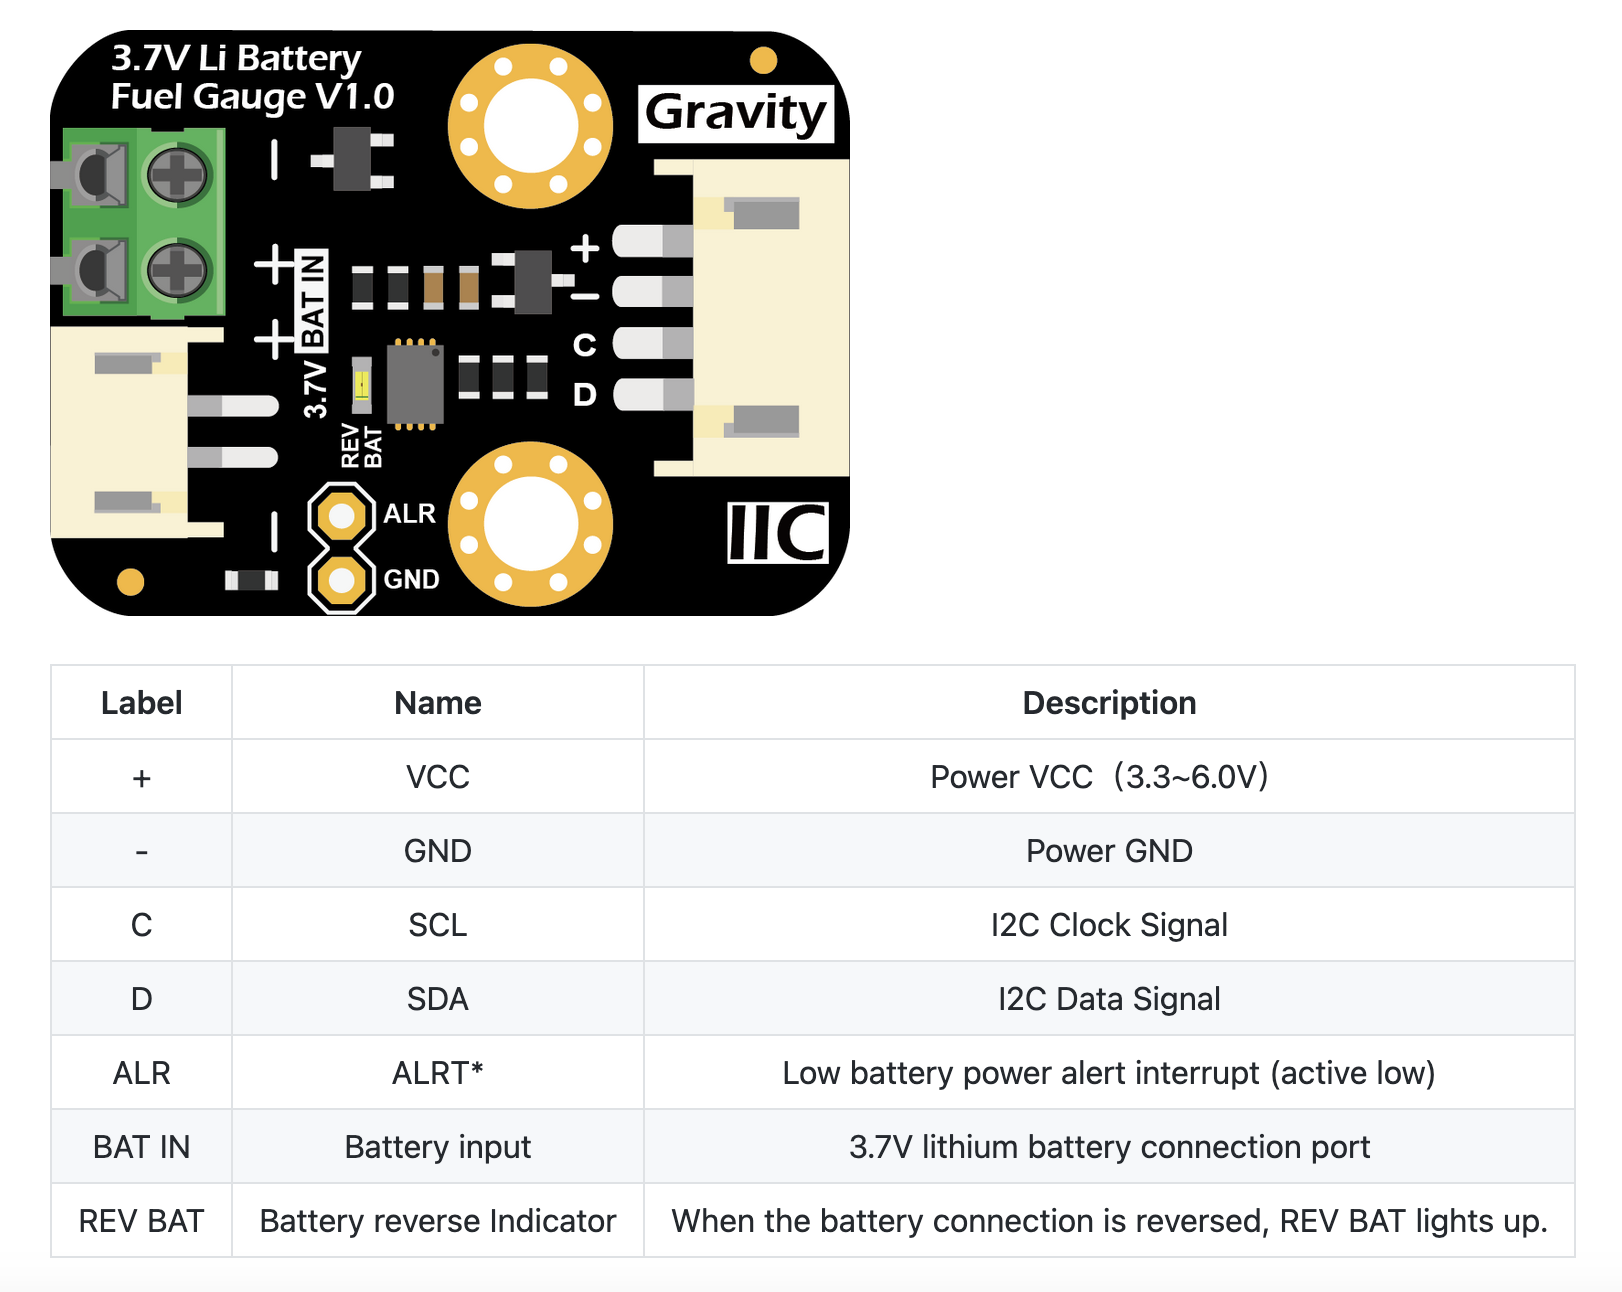 3.7V Li Battery
Fuel Gauge V1.0
Gravity
−
+
+
−
3.7V BAT IN
+
−
C
D
REV
BAT
ALR
GND
IIC
Label Name Description
+ VCC Power VCC（3.3~6.0V）
- GND Power GND
C SCL I2C Clock Signal
D SDA I2C Data Signal
ALR ALRT* Low battery power alert interrupt (active low)
BAT IN Battery input 3.7V lithium battery connection port
REV BAT Battery reverse Indicator When the battery connection is reversed, REV BAT lights up.